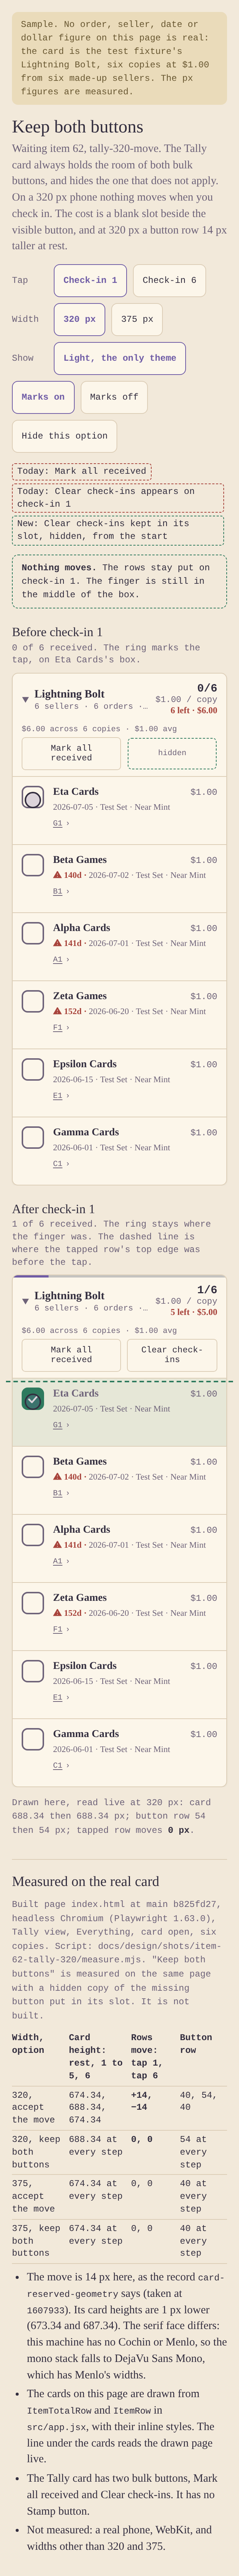 Sample. No order, seller, date or
dollar figure on this page is real:
the card is the test fixture's
Lightning Bolt, six copies at $1.00
from six made-up sellers. The px
figures are measured.
Keep both buttons
Waiting item 62, tally-320-move. The Tally
card always holds the room of both bulk
buttons, and hides the one that does not apply.
On a 320 px phone nothing moves when you
check in. The cost is a blank slot beside the
visible button, and at 320 px a button row 14 px
taller at rest.
Tap
Check-in 1
Check-in 6
Width
320 px
375 px
Show
Light, the only theme
Marks on
Marks off
Hide this option
Today: Mark all received
Today: Clear check-ins appears on
check-in 1
New: Clear check-ins kept in its
slot, hidden, from the start
Nothing moves. The rows stay put on
check-in 1. The finger is still in
the middle of the box.
Before check-in 1
0 of 6 received. The ring marks the
tap, on Eta Cards's box.
▼ Lightning Bolt 0/6
6 sellers · 6 orders ·… $1.00 / copy
6 left · $6.00
$6.00 across 6 copies · $1.00 avg
Mark all
received
hidden
Eta Cards $1.00
2026-07-05 · Test Set · Near Mint
G1 ›
Beta Games $1.00
140d · 2026-07-02 · Test Set · Near Mint
B1 ›
Alpha Cards $1.00
141d · 2026-07-01 · Test Set · Near Mint
A1 ›
Zeta Games $1.00
152d · 2026-06-20 · Test Set · Near Mint
F1 ›
Epsilon Cards $1.00
2026-06-15 · Test Set · Near Mint
E1 ›
Gamma Cards $1.00
2026-06-01 · Test Set · Near Mint
C1 ›
After check-in 1
1 of 6 received. The ring stays where
the finger was. The dashed line is
where the tapped row's top edge was
before the tap.
▼ Lightning Bolt 1/6
6 sellers · 6 orders ·… $1.00 / copy
5 left · $5.00
$6.00 across 6 copies · $1.00 avg
Mark all
received
Clear check-
ins
Eta Cards $1.00
2026-07-05 · Test Set · Near Mint
G1 ›
Beta Games $1.00
140d · 2026-07-02 · Test Set · Near Mint
B1 ›
Alpha Cards $1.00
141d · 2026-07-01 · Test Set · Near Mint
A1 ›
Zeta Games $1.00
152d · 2026-06-20 · Test Set · Near Mint
F1 ›
Epsilon Cards $1.00
2026-06-15 · Test Set · Near Mint
E1 ›
Gamma Cards $1.00
2026-06-01 · Test Set · Near Mint
C1 ›
Drawn here, read live at 320 px: card
688.34 then 688.34 px; button row 54
then 54 px; tapped row moves 0 px.
Measured on the real card
Built page index.html at main b825fd27,
headless Chromium (Playwright 1.63.0),
Tally view, Everything, card open, six
copies. Script: docs/design/shots/item-
62-tally-320/measure.mjs. "Keep both
buttons" is measured on the same page
with a hidden copy of the missing
button put in its slot. It is not
built.
Width, option | Card height: rest, 1 to 5, 6 | Rows move: tap 1, tap 6 | Button row
320, accept the move | 674.34, 688.34, 674.34 | +14, −14 | 40, 54, 40
320, keep both buttons | 688.34 at every step | 0, 0 | 54 at every step
375, accept the move | 674.34 at every step | 0, 0 | 40 at every step
375, keep both buttons | 674.34 at every step | 0, 0 | 40 at every step
• The move is 14 px here, as the record card-
reserved-geometry says (taken at
1607933). Its card heights are 1 px lower
(673.34 and 687.34). The serif face differs:
this machine has no Cochin or Menlo, so the
mono stack falls to DejaVu Sans Mono,
which has Menlo's widths.
• The cards on this page are drawn from
ItemTotalRow and ItemRow in
src/app.jsx, with their inline styles. The
line under the cards reads the drawn page
live.
• The Tally card has two bulk buttons, Mark
all received and Clear check-ins. It has no
Stamp button.
• Not measured: a real phone, WebKit, and
widths other than 320 and 375.